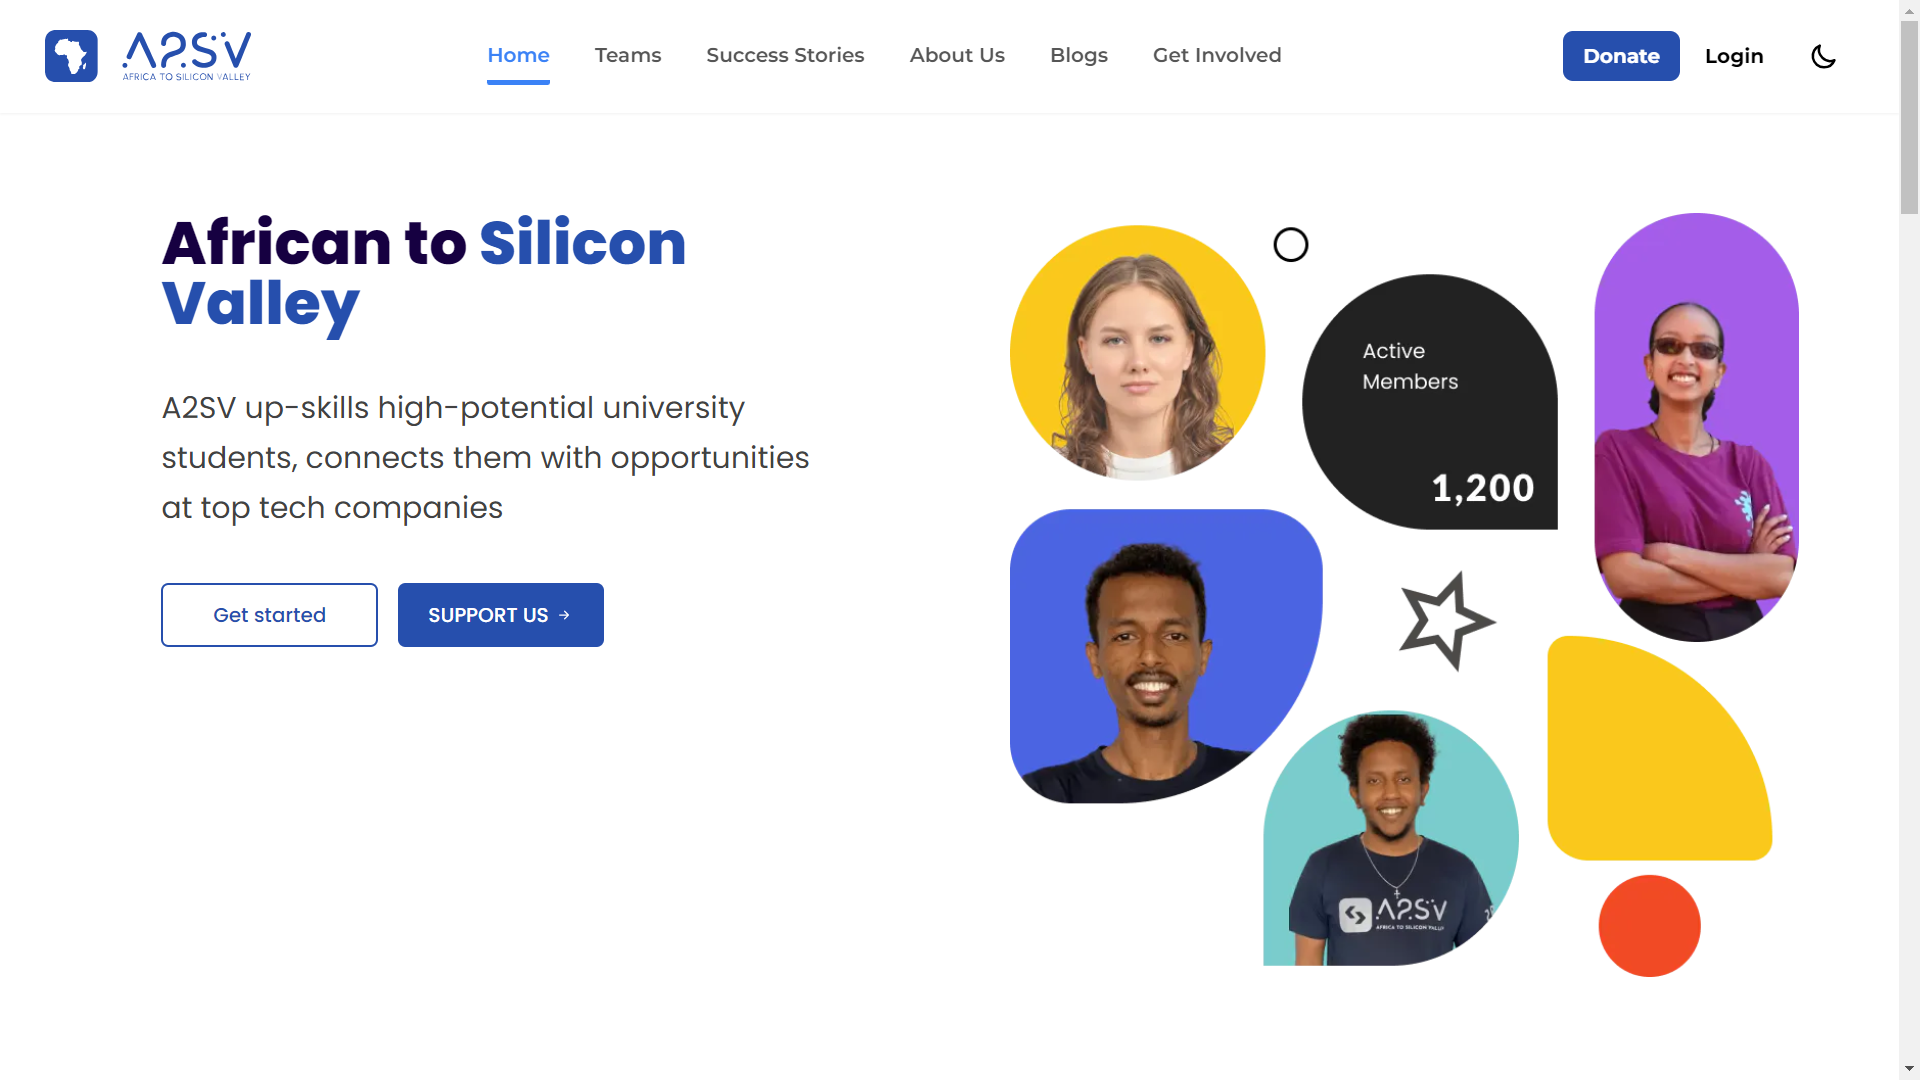 A2SV
AFRICA TO SILICON VALLEY
Home
Teams
Success Stories
About Us
Blogs
Get Involved
Donate
Login
African to Silicon
Valley
A2SV up-skills high-potential university
students, connects them with opportunities
at top tech companies
Get started
SUPPORT US →
Active
Members
1,200
A2SV
AFRICA TO SILICON VALLEY